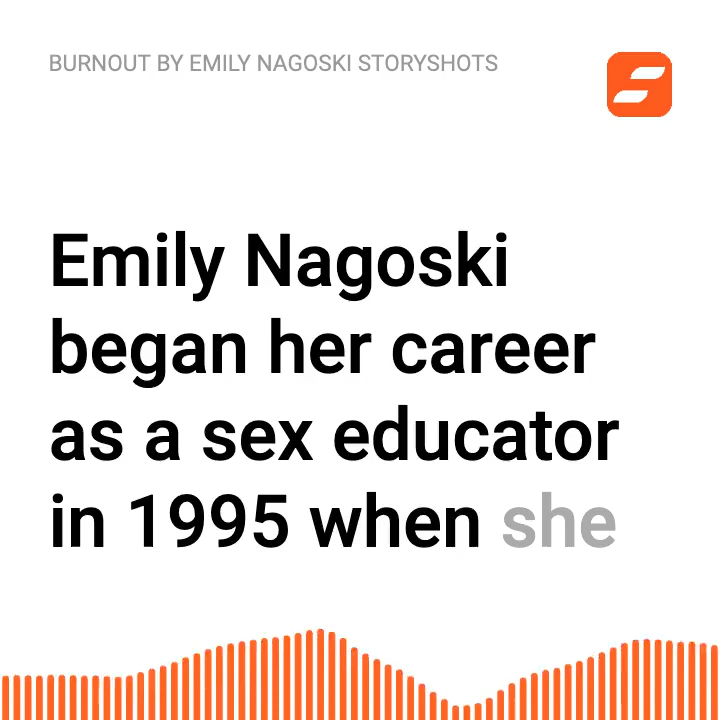 BURNOUT BY EMILY NAGOSKI STORYSHOTS
Emily Nagoski
began her career
as a sex educator
in 1995 when she